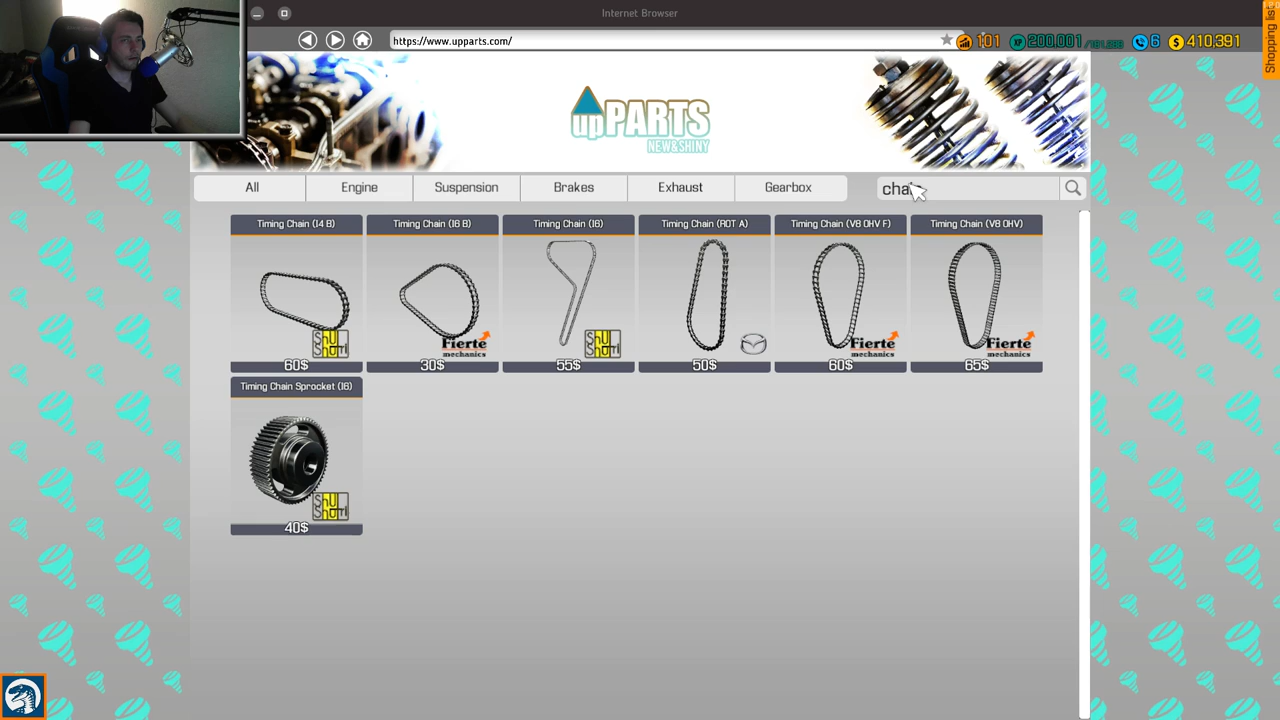 Internet Browser
https://www.upparts.com/
101
200.001
6
$ 410,391
Shopping list
upPARTS
NEW&SHINY
All
Engine
Suspension
Brakes
Exhaust
Gearbox
Timing Chain (I4 B)
Timing Chain (I6 B)
Timing Chain (I6)
Timing Chain (ROT A)
Timing Chain (V8 OHV F)
Timing Chain (V8 OHV)
Fierte
mechanics
Fierte
mechanics
Fierte
mechanics
60$
30$
55$
50$
60$
65$
Timing Chain Sprocket (I6)
40$